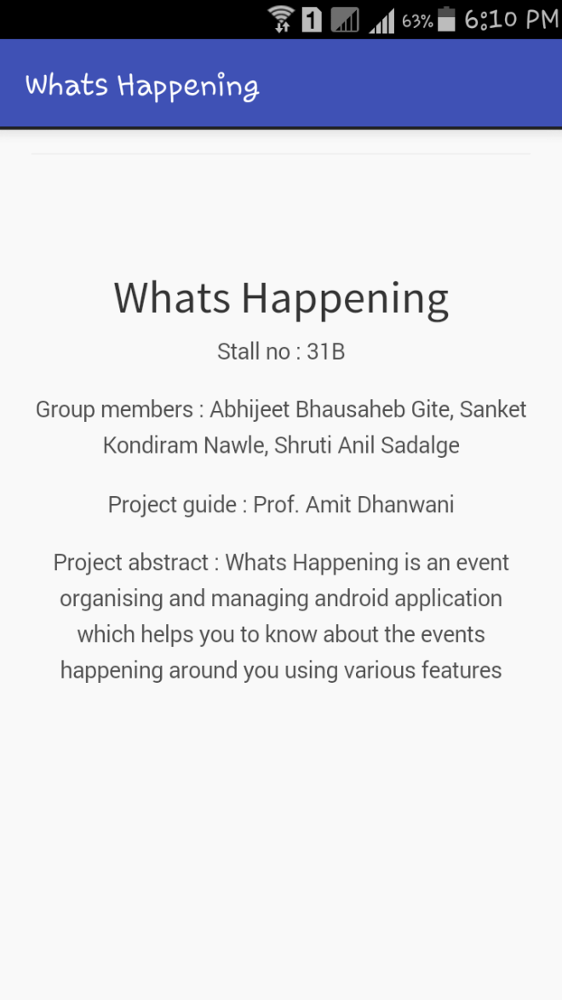 1 63% 6:10 PM
Whats Happening
Whats Happening
Stall no : 31B
Group members : Abhijeet Bhausaheb Gite, Sanket
Kondiram Nawle, Shruti Anil Sadalge
Project guide : Prof. Amit Dhanwani
Project abstract : Whats Happening is an event
organising and managing android application
which helps you to know about the events
happening around you using various features